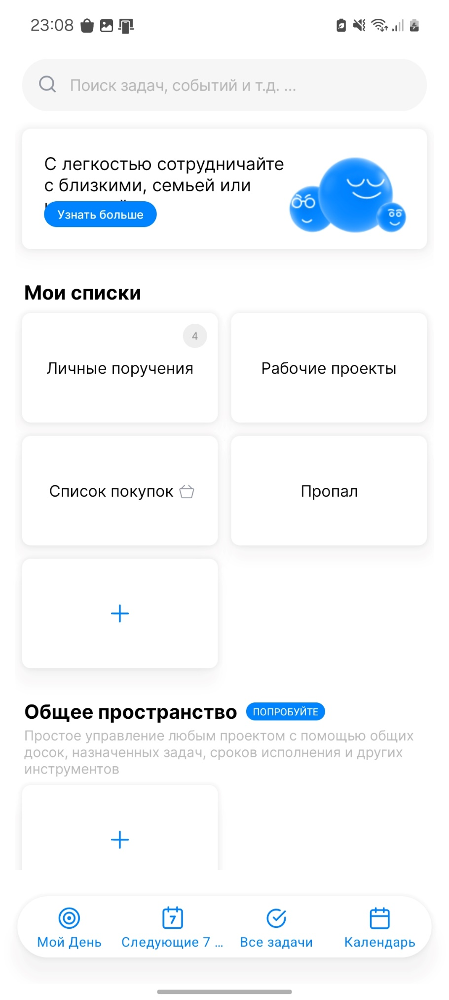 23:08
Поиск задач, событий и т.д. ...
С легкостью сотрудничайте
с близкими, семьей или
Узнать больше
Мои списки
4
Личные поручения
Рабочие проекты
Список покупок
Пропал
Общее пространство ПОПРОБУЙТЕ
Простое управление любым проектом с помощью общих
досок, назначенных задач, сроков исполнения и других
инструментов
7
Мой День
Следующие 7 ...
Все задачи
Календарь